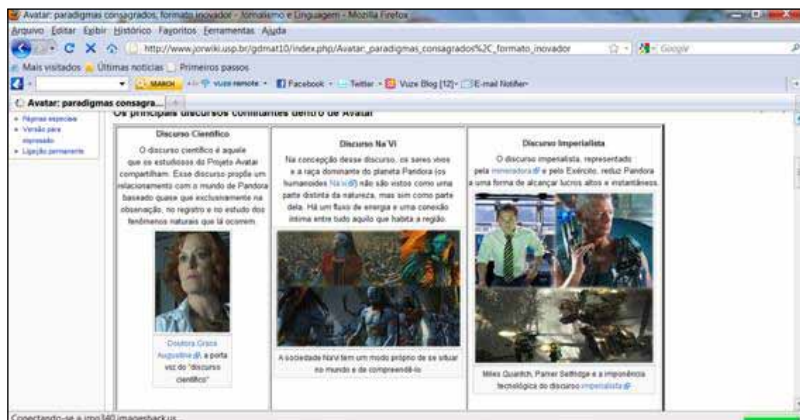 Avatar: paradigmas consagrados, formato inovador - Jornalismo e Linguagem - Mozilla Firefox
Arquivo Editar Exibir Histórico Favoritos Ferramentas Ajuda
http://www.jorwiki.usp.br/gdmat10/index.php/Avatar:_paradigmas_consagrados%2C_formato_inovador
Google
Mais visitados Últimas notícias Primeiros passos
SEARCH vuze remote Facebook Twitter Vuze Blog [12] E-mail Notifier
Avatar: paradigmas consagra...
Páginas especiais
Versão para
impressão
Ligação permanente
Os principais discursos conflitantes dentro de Avatar
Discurso Científico
O discurso científico é aquele
que os estudiosos do Projeto Avatar
compartilham. Esse discurso propõe um
relacionamento com o mundo de Pandora
baseado quase que exclusivamente na
observação, no registro e no estudo dos
fenômenos naturais que lá ocorrem.
Doutora Grace
Augustine, a porta
voz do "discurso
científico"
Discurso Na'Vi
Na concepção desse discurso, os seres vivos
e a raça dominante do planeta Pandora (os
humanoides Na'vi) não são vistos como uma
parte distinta da natureza, mas sim como parte
dela. Há um fluxo de energia e uma conexão
íntima entre tudo aquilo que habita a região.
A sociedade Na'Vi tem um modo próprio de se situar
no mundo e de compreendê-lo
Discurso Imperialista
O discurso imperialista, representado
pela mineradora e pelo Exército, reduz Pandora
a uma forma de alcançar lucros altos e instantâneos.
Miles Quaritch, Parker Selfridge e a imponência
tecnológica do discurso imperialista
Conectando-se a img340.imageshack.us